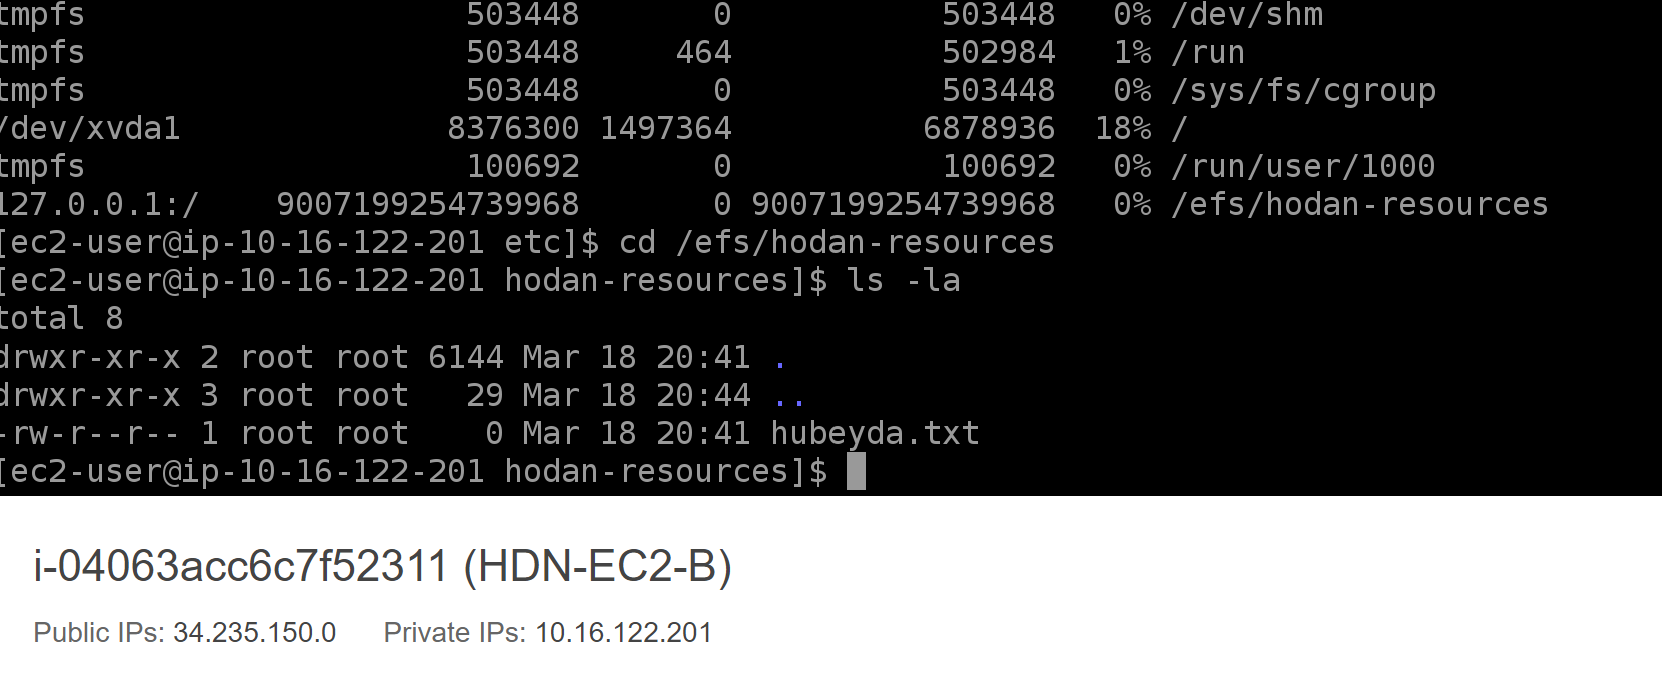 tmpfs 503448 0 503448 0% /dev/shm
tmpfs 503448 464 502984 1% /run
tmpfs 503448 0 503448 0% /sys/fs/cgroup
/dev/xvda1 8376300 1497364 6878936 18% /
tmpfs 100692 0 100692 0% /run/user/1000
127.0.0.1:/ 9007199254739968 0 9007199254739968 0% /efs/hodan-resources
[ec2-user@ip-10-16-122-201 etc]$ cd /efs/hodan-resources
[ec2-user@ip-10-16-122-201 hodan-resources]$ ls -la
total 8
drwxr-xr-x 2 root root 6144 Mar 18 20:41 .
drwxr-xr-x 3 root root 29 Mar 18 20:44 ..
-rw-r--r-- 1 root root 0 Mar 18 20:41 hubeyda.txt
[ec2-user@ip-10-16-122-201 hodan-resources]$
i-04063acc6c7f52311 (HDN-EC2-B)
Public IPs: 34.235.150.0 Private IPs: 10.16.122.201